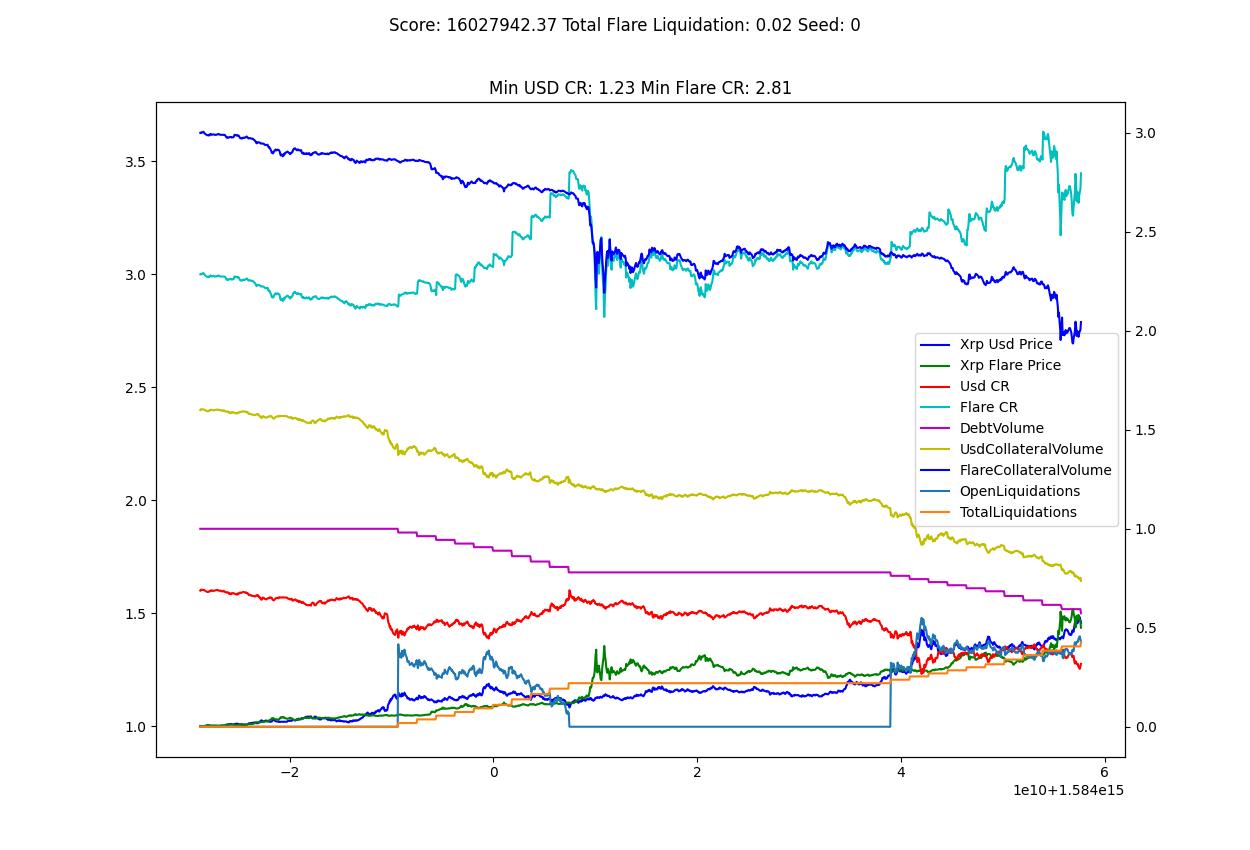 Score: 16027942.37 Total Flare Liquidation: 0.02 Seed: 0
Min USD CR: 1.23 Min Flare CR: 2.81
3.5
3.0
2.5
2.0
1.5
1.0
3.0
2.5
2.0
1.5
1.0
0.5
0.0
Xrp Usd Price
Xrp Flare Price
Usd CR
Flare CR
DebtVolume
UsdCollateralVolume
FlareCollateralVolume
OpenLiquidations
TotalLiquidations
−2 0 2 4 6
1e10+1.584e15